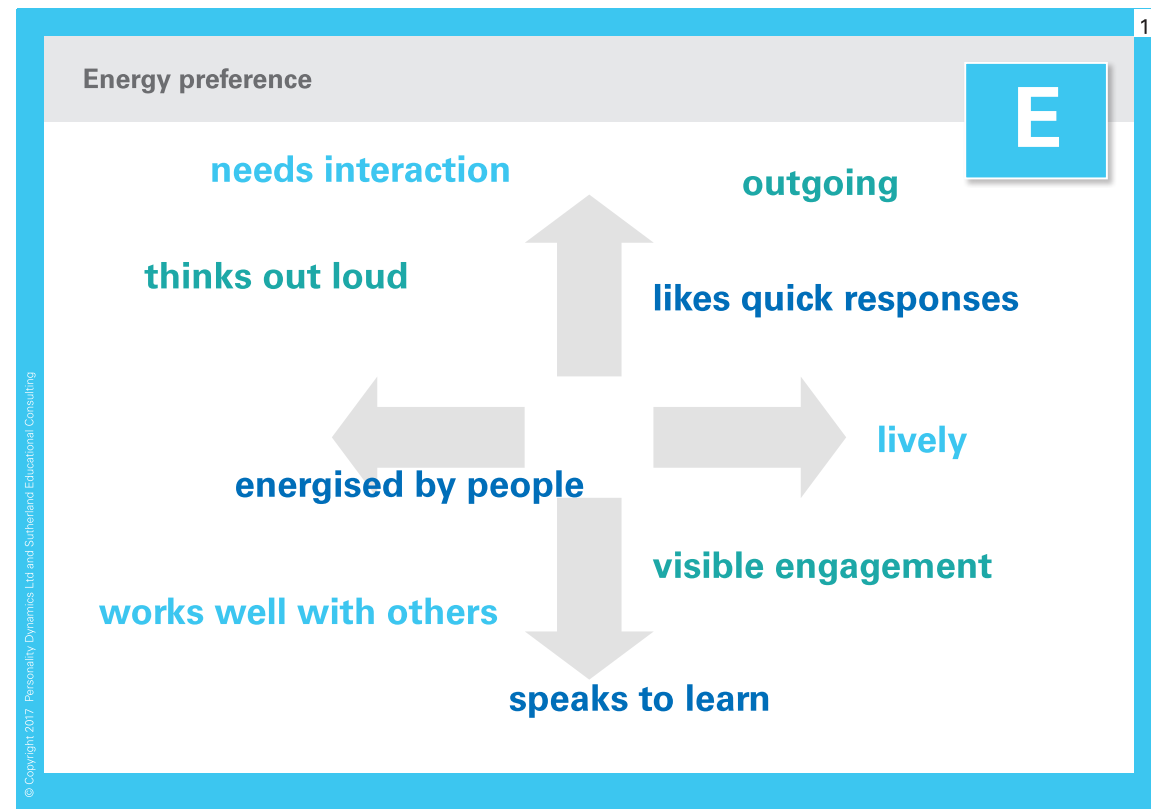 1
Energy preference
E
needs interaction
outgoing
thinks out loud
likes quick responses
lively
energised by people
visible engagement
works well with others
speaks to learn
© Copyright 2017 Personality Dynamics Ltd and Sutherland Educational Consulting